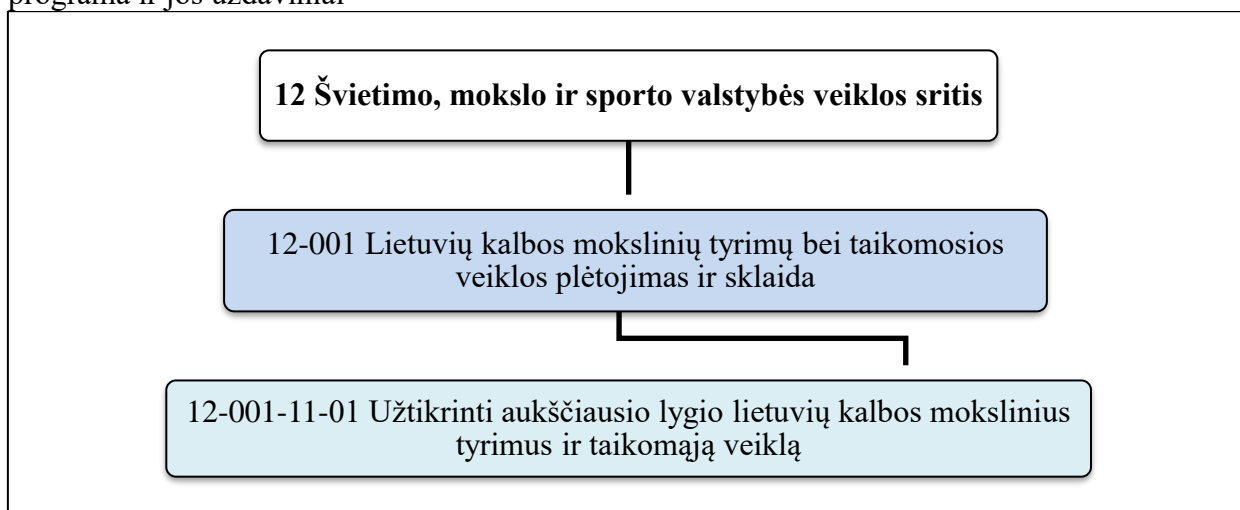 programa ir jos uždaviniai
12 Švietimo, mokslo ir sporto valstybės veiklos sritis
12-001 Lietuvių kalbos mokslinių tyrimų bei taikomosios
veiklos plėtojimas ir sklaida
12-001-11-01 Užtikrinti aukščiausio lygio lietuvių kalbos mokslinius
tyrimus ir taikomąją veiklą